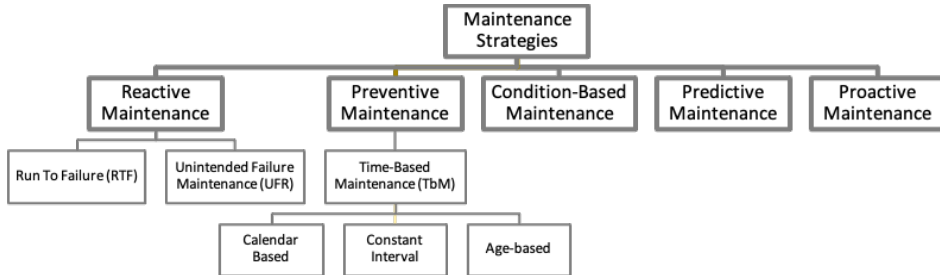 Maintenance
Strategies
Reactive
Maintenance
Preventive
Maintenance
Condition-Based
Maintenance
Predictive
Maintenance
Proactive
Maintenance
Run To Failure (RTF)
Unintended Failure
Maintenance (UFR)
Time-Based
Maintenance (TbM)
Calendar
Based
Constant
Interval
Age-based